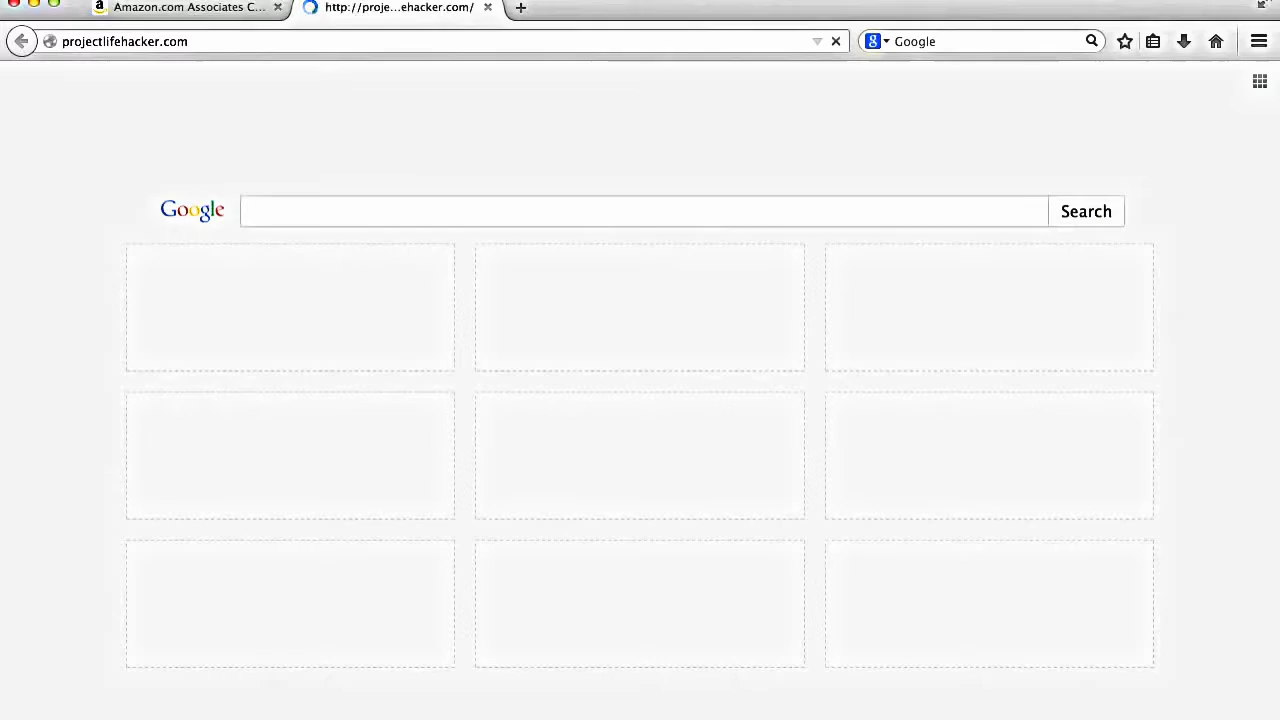 Amazon.com Associates C...
http://proje...ehacker.com/
projectlifehacker.com
Google
Google
Search